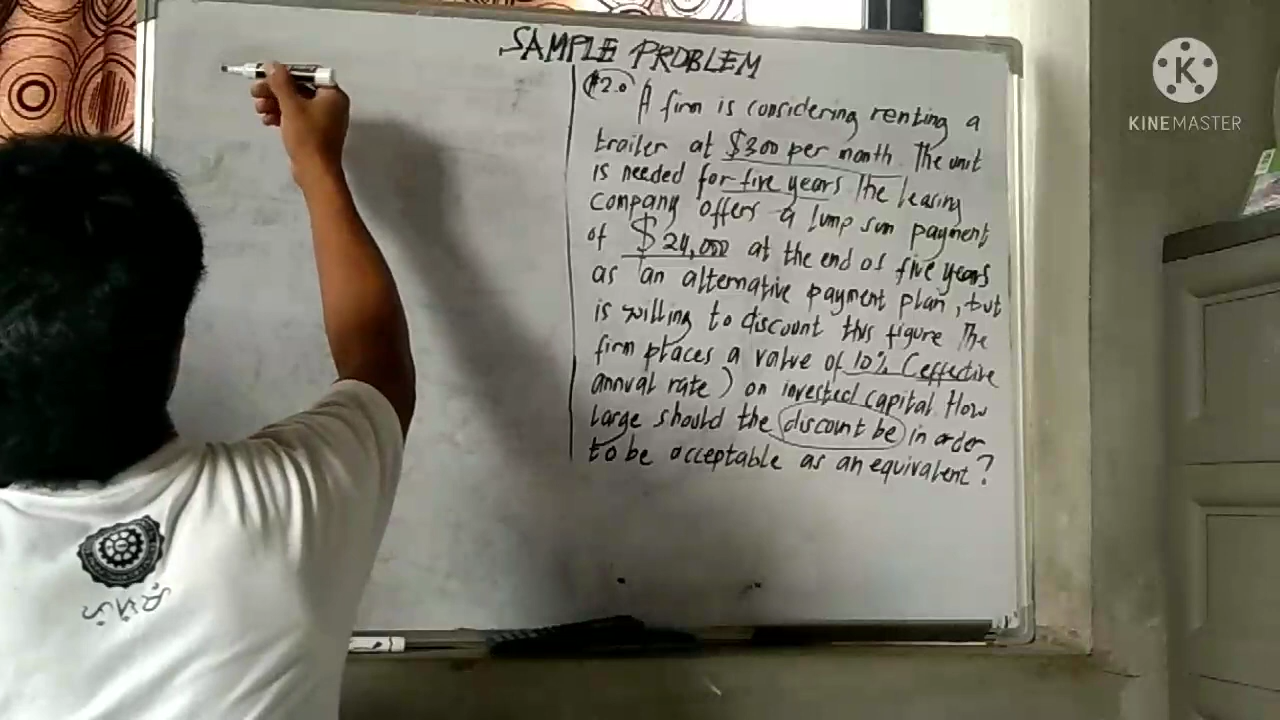 SAMPLE PROBLEM
#2.0
A firm is considering renting a
trailer at $300 per month. The unit
is needed for five years The leasing
company offers a lump sum payment
of $24,000 at the end of five years
as an alternative payment plan, but
is willing to discount this figure The
firm places a value of 10% (effective
annual rate) on invested capital. How
large should the discount be in order
to be acceptable as an equivalent?
K
KINEMASTER